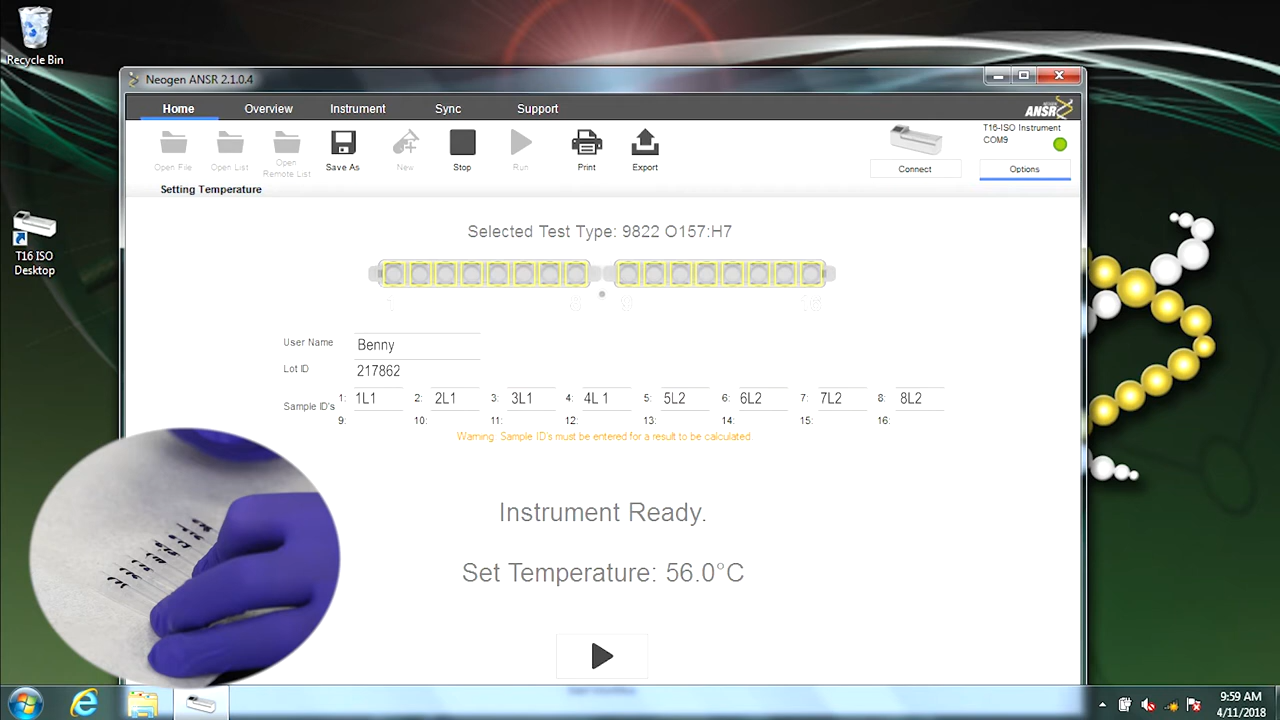 Recycle Bin
Neogen ANSR 2.1.0.4
Home Overview Instrument Sync Support
NEOGEN ANSR
Open File Open List Open Remote List Save As New Stop Run Print Export
T16-ISO Instrument
COM9
Connect Options
Setting Temperature
T16 ISO
Desktop
Selected Test Type: 9822 O157:H7
1 8 9 16
User Name Benny
Lot ID 217862
Sample ID's 1: 1L1 2: 2L1 3: 3L1 4: 4L 1 5: 5L2 6: 6L2 7: 7L2 8: 8L2
9: 10: 11: 12: 13: 14: 15: 16:
Warning Sample ID's must be entered for a result to be calculated.
Instrument Ready.
Set Temperature: 56.0°C
9:59 AM
4/11/2018